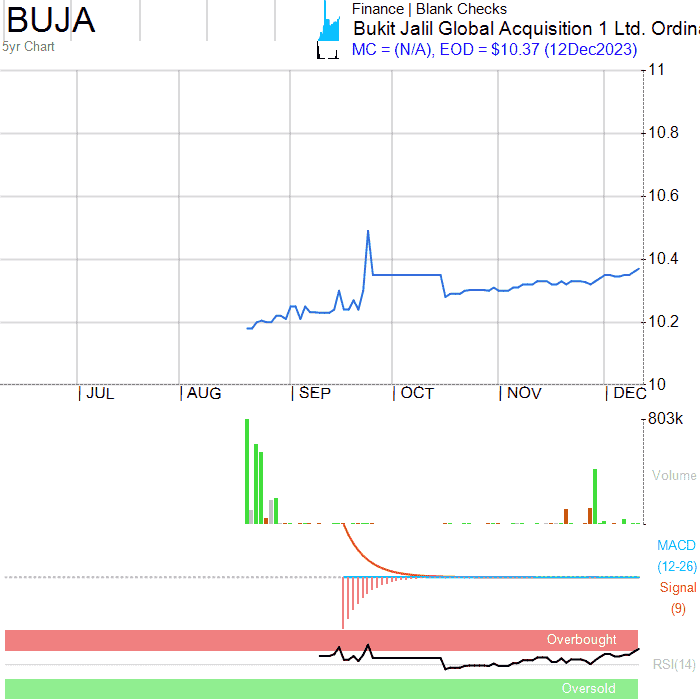 BUJA
5yr Chart
Finance | Blank Checks
Bukit Jalil Global Acquisition 1 Ltd. Ordina
MC = (N/A), EOD = $10.37 (12Dec2023)
11
10.8
10.6
10.4
10.2
10
| JUL | AUG | SEP | OCT | NOV | DEC
803k
Volume
MACD
(12-26)
Signal
(9)
Overbought
RSI(14)
Oversold